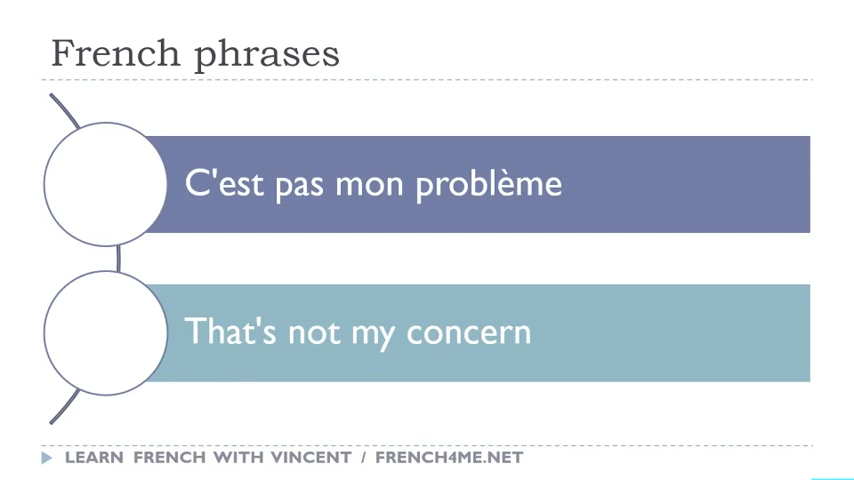 French phrases
C'est pas mon problème
That's not my concern
LEARN FRENCH WITH VINCENT / FRENCH4ME.NET